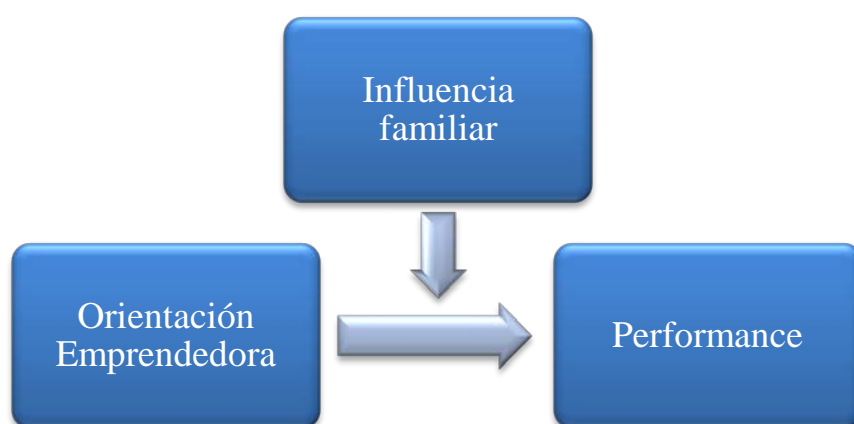 Influencia
familiar
Orientación
Emprendedora
Performance